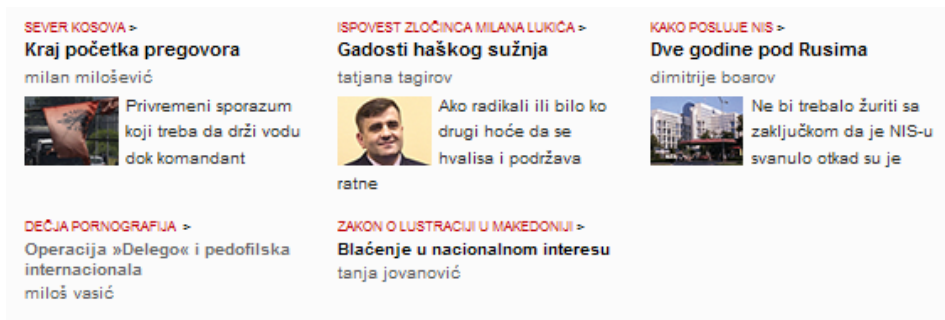 SEVER KOSOVA >
Kraj početka pregovora
milan milošević
Privremeni sporazum
koji treba da drži vodu
dok komandant
ISPOVEST ZLOČINCA MILANA LUKIĆA >
Gadosti haškog sužnja
tatjana tagirov
Ako radikali ili bilo ko
drugi hoće da se
hvalisa i podržava
ratne
KAKO POSLUJE NIS >
Dve godine pod Rusima
dimitrije boarov
Ne bi trebalo žuriti sa
zaključkom da je NIS-u
svanulo otkad su je
DEČJA PORNOGRAFIJA >
Operacija »Delego« i pedofilska
internacionala
miloš vasić
ZAKON O LUSTRACIJI U MAKEDONIJI >
Blaćenje u nacionalnom interesu
tanja jovanović